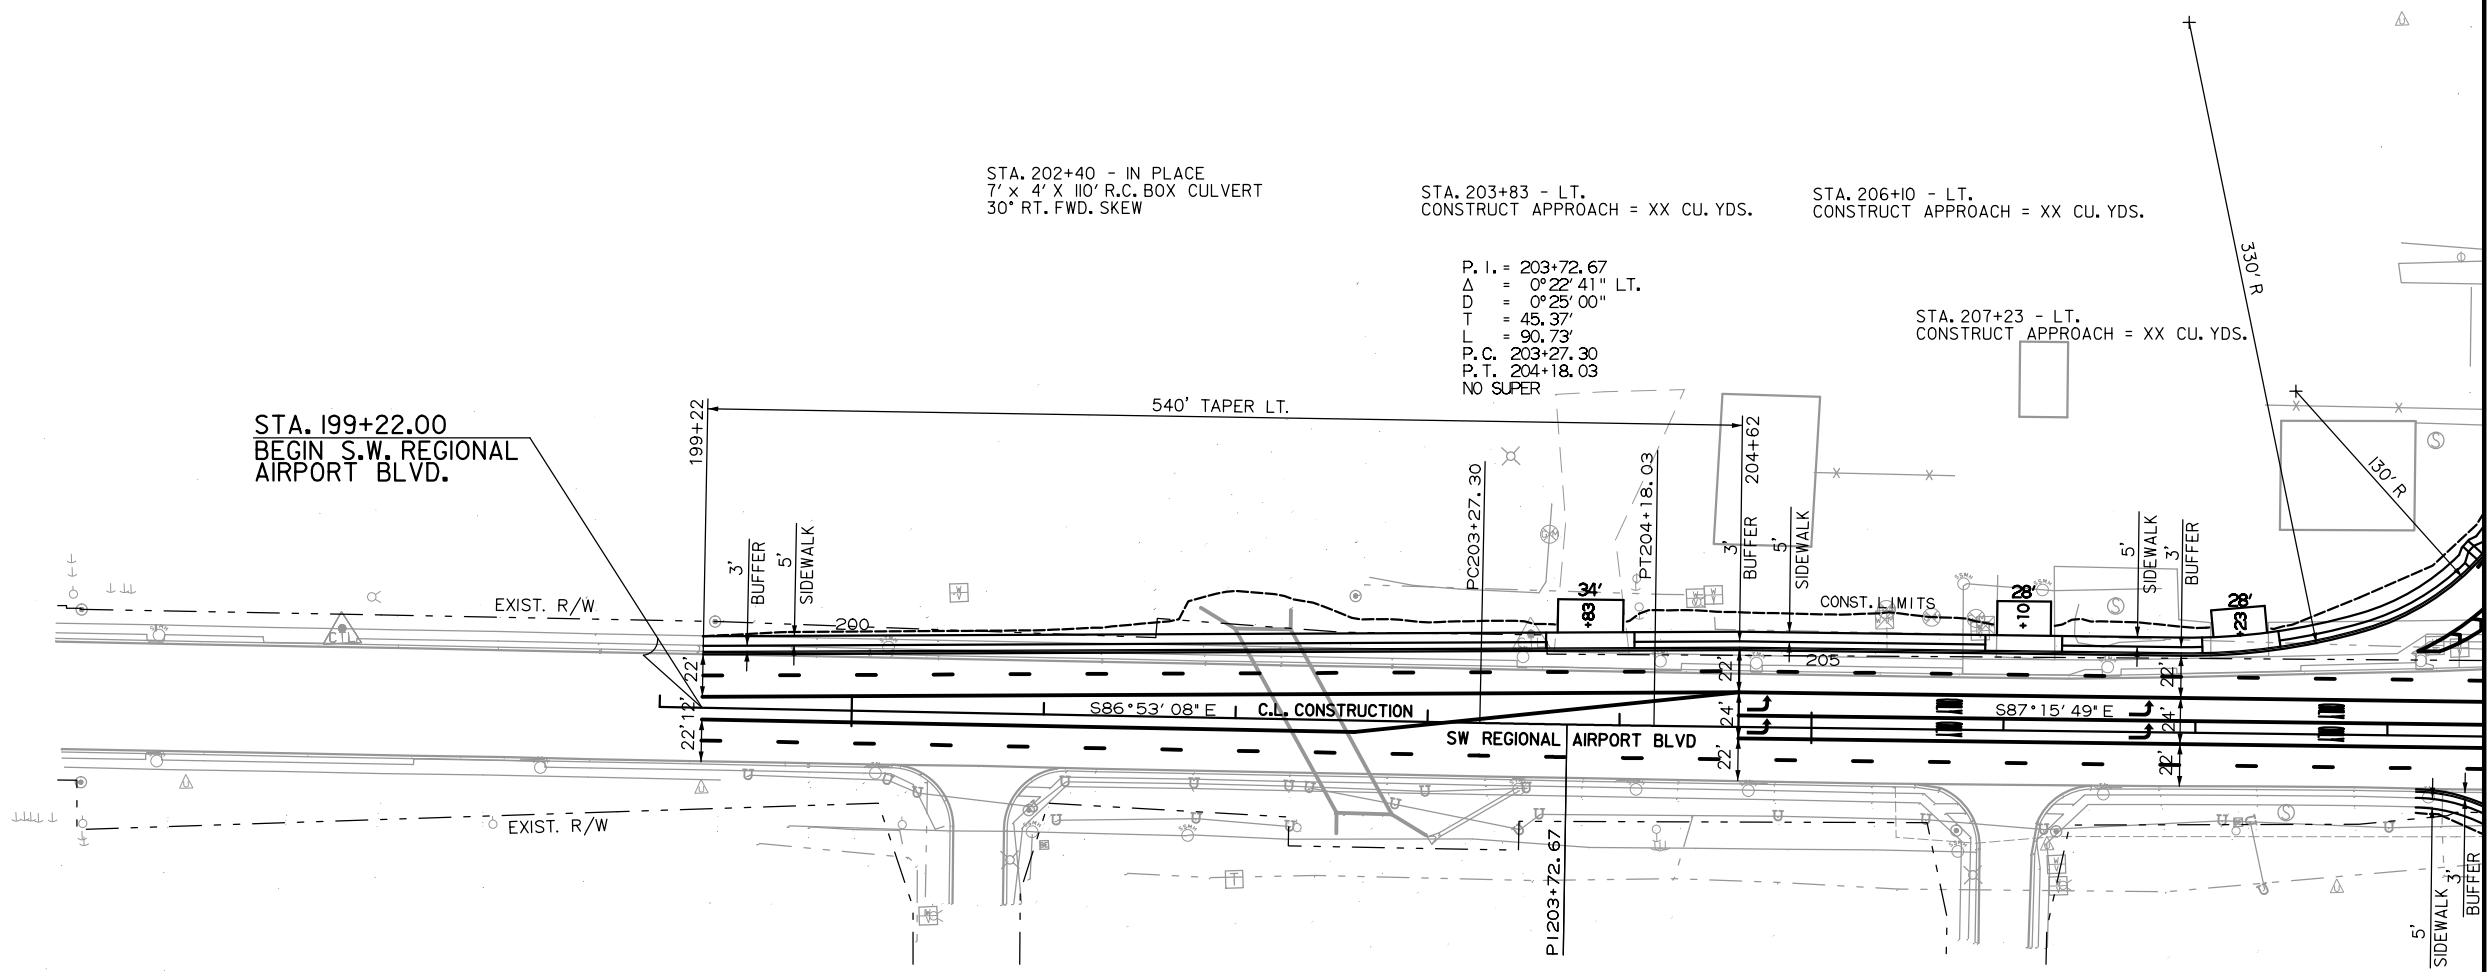 STA. 202+40 - IN PLACE
7' x 4' X 110' R.C. BOX CULVERT
30° RT. FWD. SKEW
STA. 203+83 - LT.
CONSTRUCT APPROACH = XX CU. YDS.
STA. 206+10 - LT.
CONSTRUCT APPROACH = XX CU. YDS.
P. I. = 203+72.67
Δ = 0°22'41" LT.
D = 0°25'00"
T = 45.37'
L = 90.73'
P.C. 203+27.30
P.T. 204+18.03
NO SUPER
STA. 207+23 - LT.
CONSTRUCT APPROACH = XX CU. YDS.
330' R
130' R
STA. 199+22.00
BEGIN S.W. REGIONAL
AIRPORT BLVD.
199+22
540' TAPER LT.
204+62
PC203+27.30
PT204+18.03
3'
BUFFER
5'
SIDEWALK
3'
BUFFER
5'
SIDEWALK
5'
SIDEWALK
3'
BUFFER
EXIST. R/W
200
34'
+83
CONST. LIMITS
28'
+10
28'
+23
205
CTL
22'
12'
22'
S86°53'08" E
C.L. CONSTRUCTION
SW REGIONAL AIRPORT BLVD
22'
24'
22'
S87°15'49" E
22'
24'
22'
EXIST. R/W
PI203+72.67
T
5'
SIDEWALK
3'
BUFFER